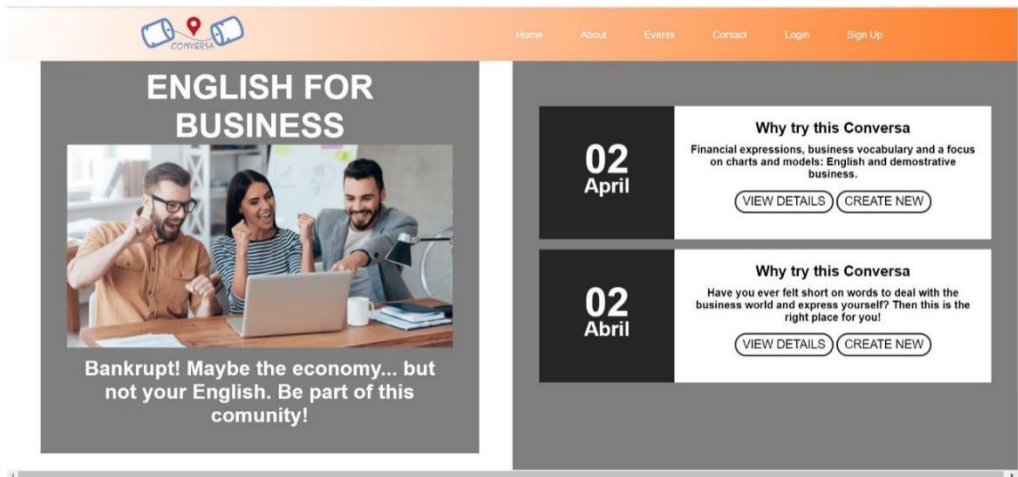 CONVERSA
Home About Events Contact Login Sign Up
ENGLISH FOR
BUSINESS
Bankrupt! Maybe the economy... but
not your English. Be part of this
comunity!
02
April
Why try this Conversa
Financial expressions, business vocabulary and a focus
on charts and models: English and demostrative
business.
VIEW DETAILS CREATE NEW
02
Abril
Why try this Conversa
Have you ever felt short on words to deal with the
business world and express yourself? Then this is the
right place for you!
VIEW DETAILS CREATE NEW